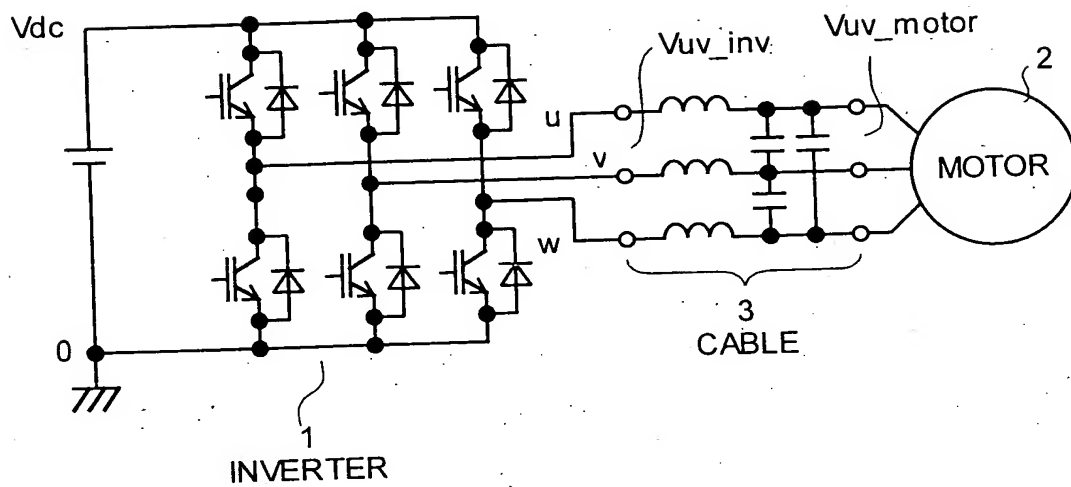 Vdc
Vuv_inv
Vuv_motor
2
u
v
MOTOR
w
3
CABLE
0
1
INVERTER